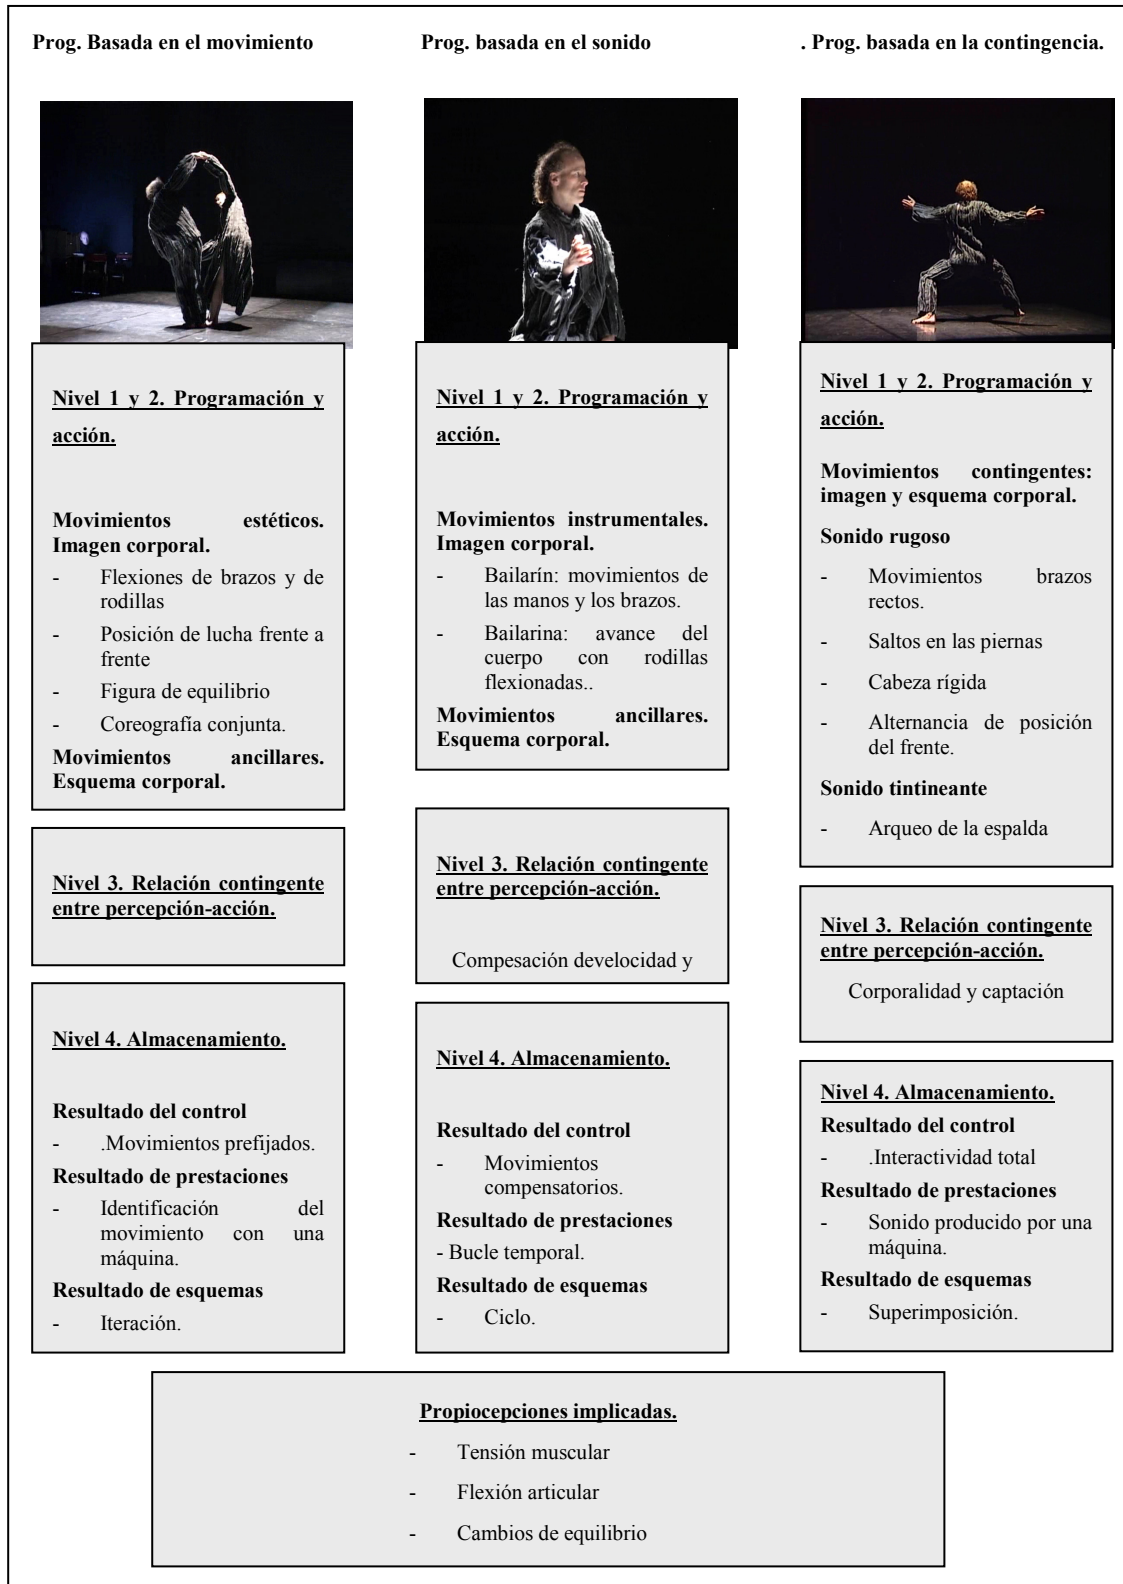 Prog. Basada en el movimiento
Nivel 1 y 2. Programación y
acción.
Movimientos estéticos.
Imagen corporal.
- Flexiones de brazos y de
rodillas
- Posición de lucha frente a
frente
- Figura de equilibrio
- Coreografía conjunta.
Movimientos ancillares.
Esquema corporal.
Nivel 3. Relación contingente
entre percepción-acción.
Nivel 4. Almacenamiento.
Resultado del control
- .Movimientos prefijados.
Resultado de prestaciones
- Identificación del
movimiento con una
máquina.
Resultado de esquemas
- Iteración.
Prog. basada en el sonido
Nivel 1 y 2. Programación y
acción.
Movimientos instrumentales.
Imagen corporal.
- Bailarín: movimientos de
las manos y los brazos.
- Bailarina: avance del
cuerpo con rodillas
flexionadas..
Movimientos ancillares.
Esquema corporal.
Nivel 3. Relación contingente
entre percepción-acción.
Compesación develocidad y
Nivel 4. Almacenamiento.
Resultado del control
- Movimientos
compensatorios.
Resultado de prestaciones
- Bucle temporal.
Resultado de esquemas
- Ciclo.
. Prog. basada en la contingencia.
Nivel 1 y 2. Programación y
acción.
Movimientos contingentes:
imagen y esquema corporal.
Sonido rugoso
- Movimientos brazos
rectos.
- Saltos en las piernas
- Cabeza rígida
- Alternancia de posición
del frente.
Sonido tintineante
- Arqueo de la espalda
Nivel 3. Relación contingente
entre percepción-acción.
Corporalidad y captación
Nivel 4. Almacenamiento.
Resultado del control
- .Interactividad total
Resultado de prestaciones
- Sonido producido por una
máquina.
Resultado de esquemas
- Superimposición.
Propiocepciones implicadas.
- Tensión muscular
- Flexión articular
- Cambios de equilibrio